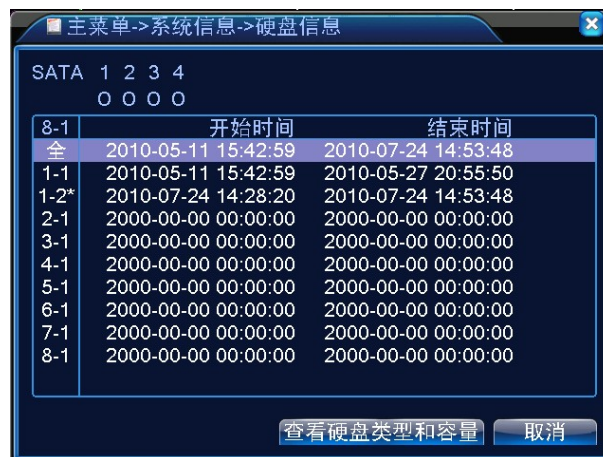 主菜单->系统信息->硬盘信息
SATA 1 2 3 4
O O O O
8-1 开始时间 结束时间
全 2010-05-11 15:42:59 2010-07-24 14:53:48
1-1 2010-05-11 15:42:59 2010-05-27 20:55:50
1-2* 2010-07-24 14:28:20 2010-07-24 14:53:48
2-1 2000-00-00 00:00:00 2000-00-00 00:00:00
3-1 2000-00-00 00:00:00 2000-00-00 00:00:00
4-1 2000-00-00 00:00:00 2000-00-00 00:00:00
5-1 2000-00-00 00:00:00 2000-00-00 00:00:00
6-1 2000-00-00 00:00:00 2000-00-00 00:00:00
7-1 2000-00-00 00:00:00 2000-00-00 00:00:00
8-1 2000-00-00 00:00:00 2000-00-00 00:00:00
查看硬盘类型和容量 取消